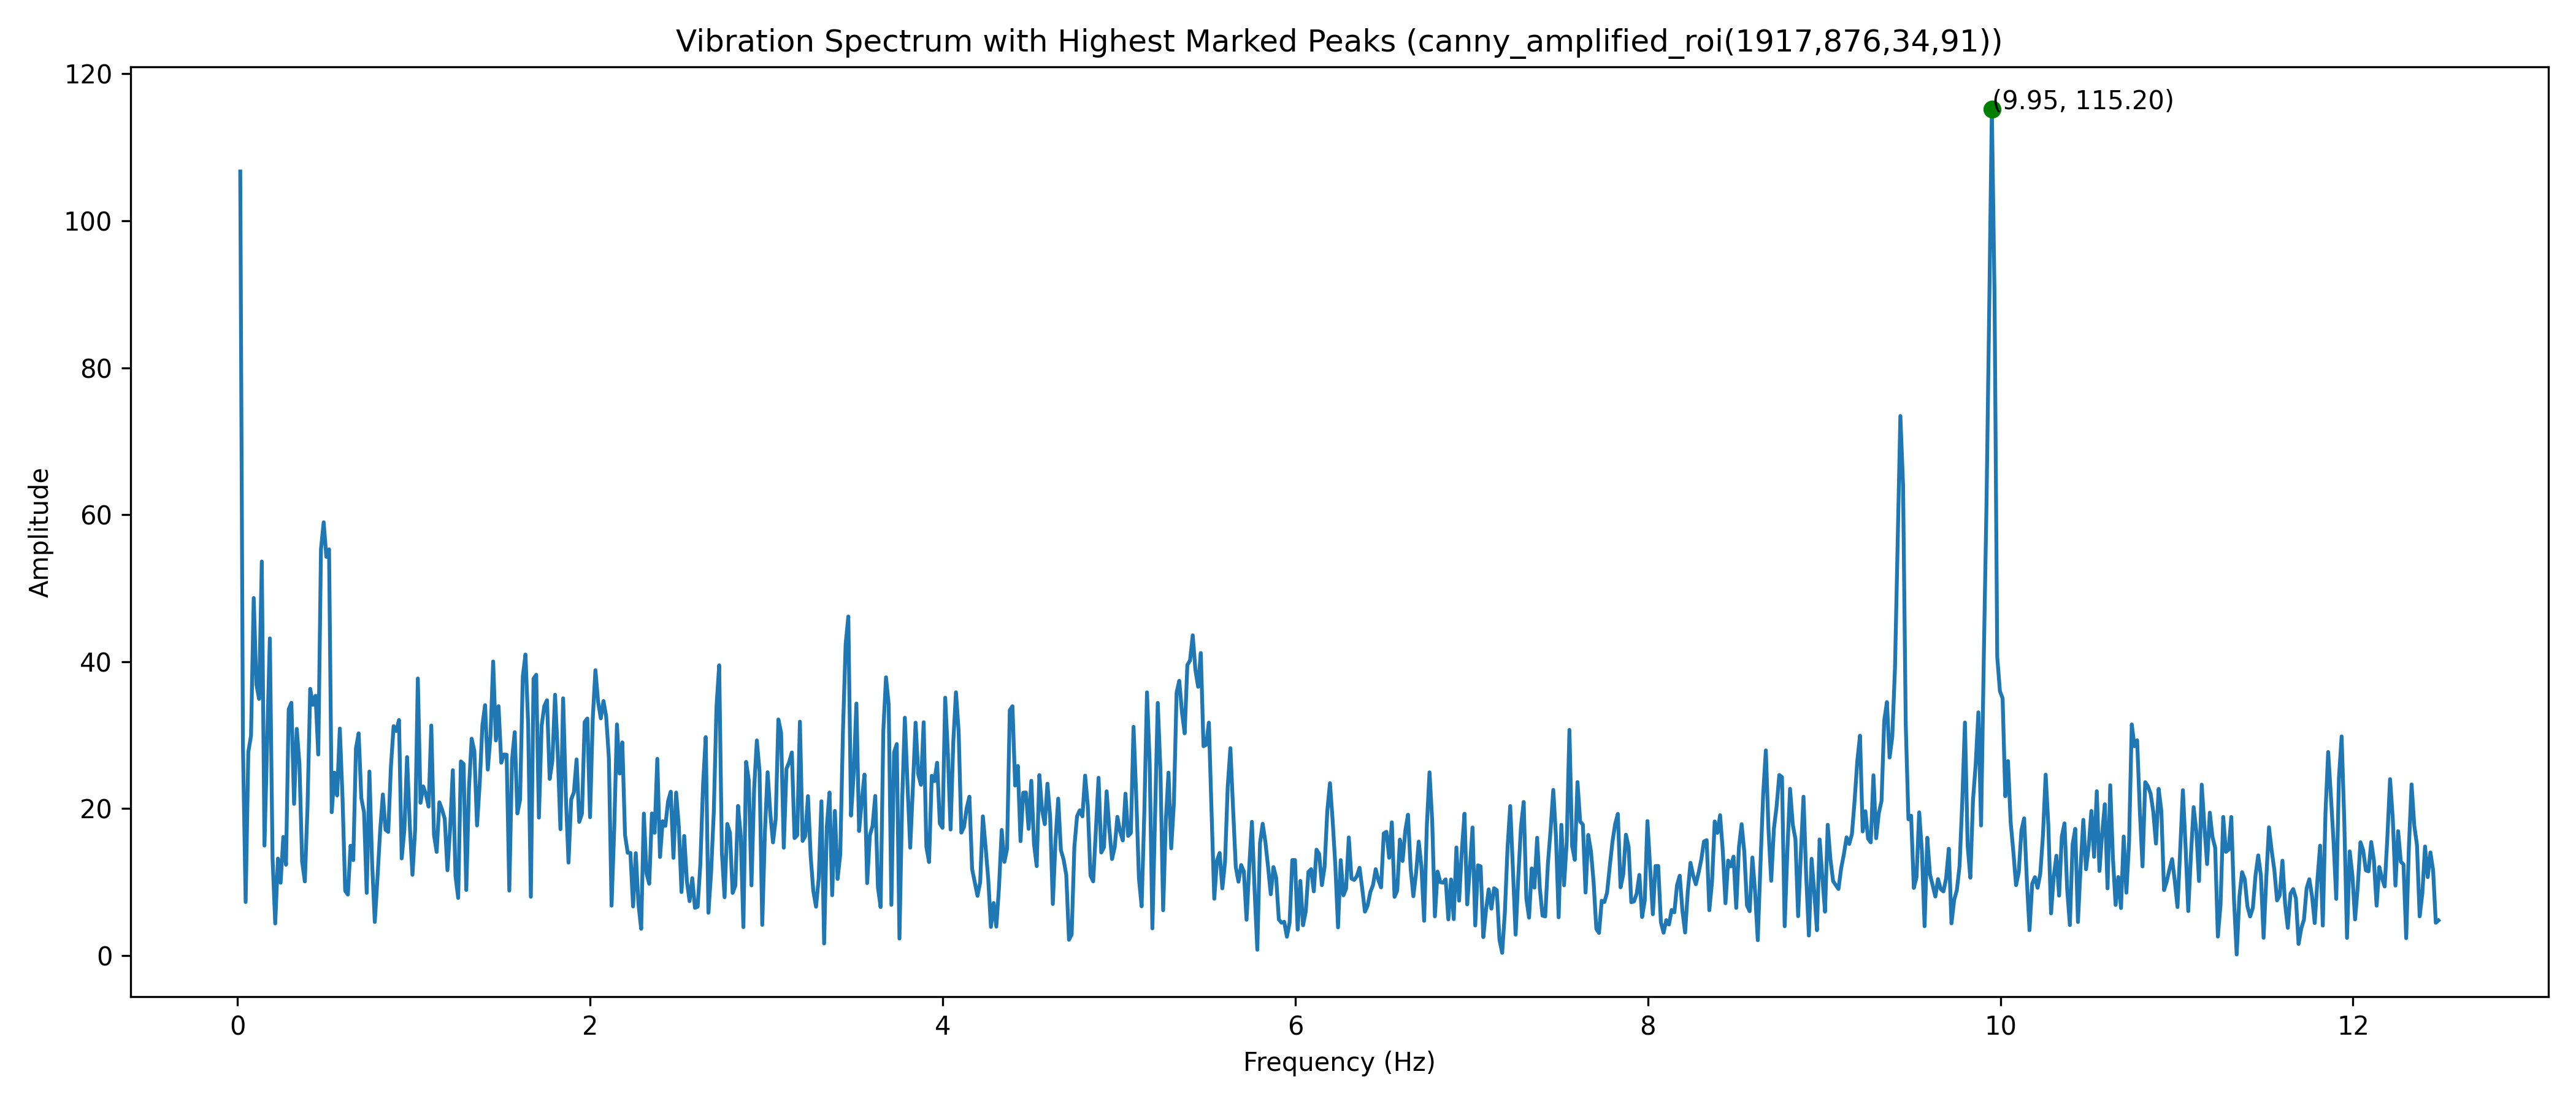 Vibration Spectrum with Highest Marked Peaks (canny_amplified_roi(1917,876,34,91))
120
(9.95, 115.20)
100
80
60
40
20
0
Amplitude
0 2 4 6 8 10 12
Frequency (Hz)